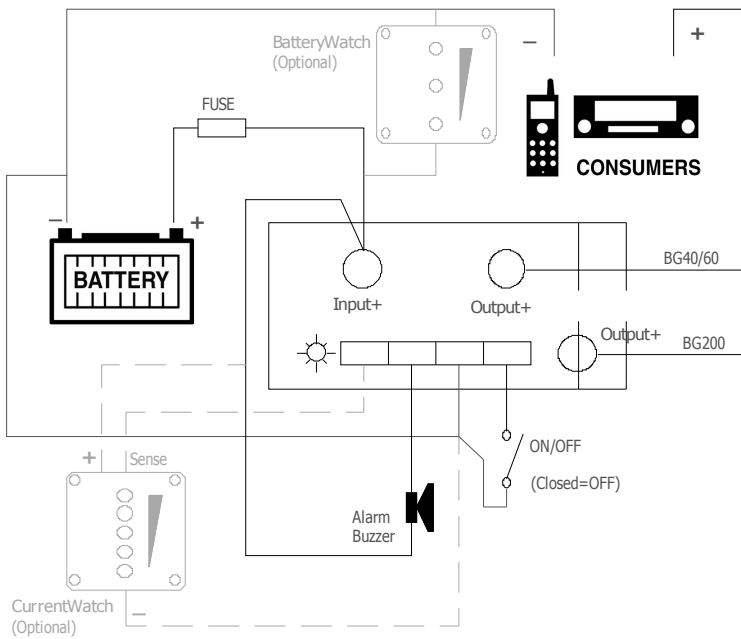 BatteryWatch
(Optional)
−
+
FUSE
CONSUMERS
−
+
BATTERY
BG40/60
Input+
Output+
Output+
BG200
+
Sense
ON/OFF
(Closed=OFF)
Alarm
Buzzer
CurrentWatch
(Optional)
−